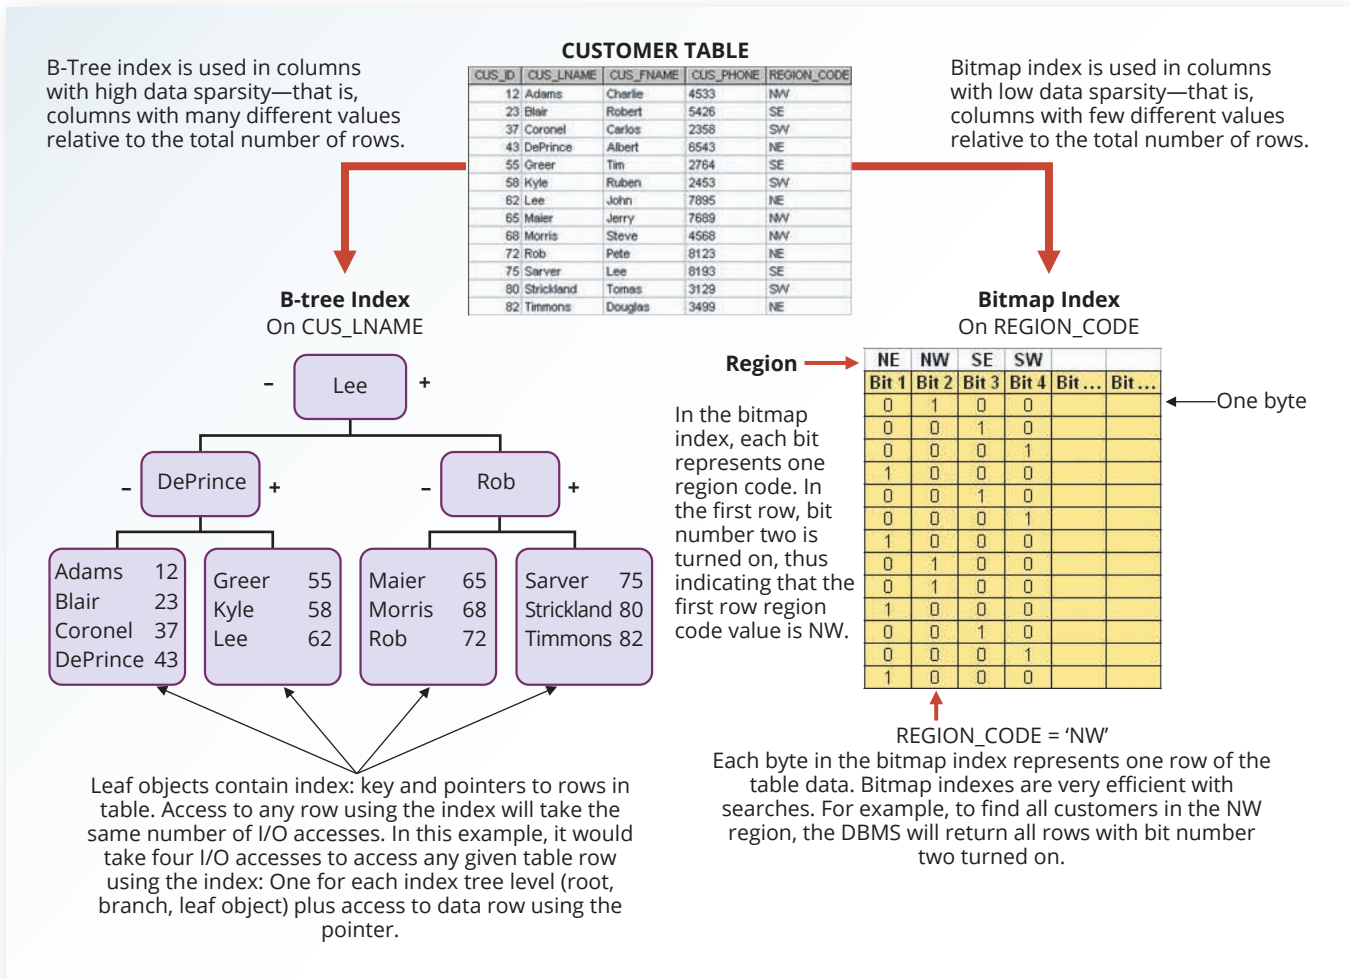 CUSTOMER TABLE
B-Tree index is used in columns
with high data sparsity—that is,
columns with many different values
relative to the total number of rows.
CUS_ID CUS_LNAME CUS_FNAME CUS_PHONE REGION_CODE
12 Adams Charlie 4533 NW
23 Blair Robert 5426 SE
37 Coronel Carlos 2358 SW
43 DePrince Albert 6543 NE
55 Greer Tim 2764 SE
58 Kyle Ruben 2453 SW
62 Lee John 7895 NE
65 Maier Jerry 7689 NW
68 Morris Steve 4568 NW
72 Rob Pete 8123 NE
75 Sarver Lee 8193 SE
80 Strickland Tomas 3129 SW
82 Timmons Douglas 3499 NE
Bitmap index is used in columns
with low data sparsity—that is,
columns with few different values
relative to the total number of rows.
B-tree Index
On CUS_LNAME
– Lee +
– DePrince +
– Rob +
Adams 12
Blair 23
Coronel 37
DePrince 43
Greer 55
Kyle 58
Lee 62
Maier 65
Morris 68
Rob 72
Sarver 75
Strickland 80
Timmons 82
Leaf objects contain index: key and pointers to rows in
table. Access to any row using the index will take the
same number of I/O accesses. In this example, it would
take four I/O accesses to access any given table row
using the index: One for each index tree level (root,
branch, leaf object) plus access to data row using the
pointer.
Bitmap Index
On REGION_CODE
Region
In the bitmap
index, each bit
represents one
region code. In
the first row, bit
number two is
turned on, thus
indicating that the
first row region
code value is NW.
NE NW SE SW
Bit 1 Bit 2 Bit 3 Bit 4 Bit ... Bit ...
0 1 0 0
0 0 1 0
0 0 0 1
1 0 0 0
0 0 1 0
0 0 0 1
1 0 0 0
0 1 0 0
0 1 0 0
1 0 0 0
0 0 1 0
0 0 0 1
1 0 0 0
One byte
REGION_CODE = ‘NW’
Each byte in the bitmap index represents one row of the
table data. Bitmap indexes are very efficient with
searches. For example, to find all customers in the NW
region, the DBMS will return all rows with bit number
two turned on.